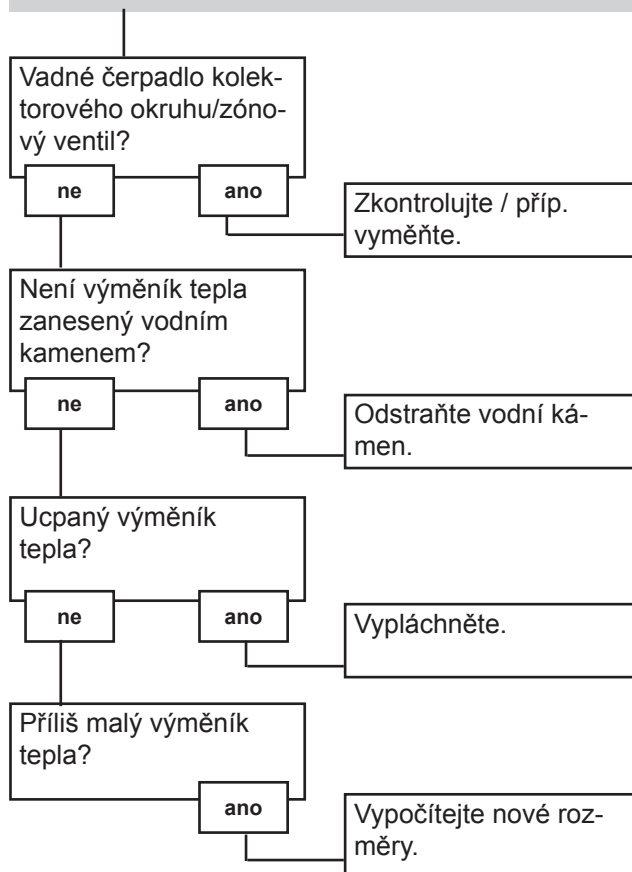 Vadné čerpadlo kolek-
torového okruhu/zóno-
vý ventil?
ne
ano
Zkontrolujte / příp.
vyměňte.
Není výměník tepla
zanesený vodním
kamenem?
ne
ano
Odstraňte vodní ká-
men.
Ucpaný výměník
tepla?
ne
ano
Vypláchněte.
Příliš malý výměník
tepla?
ano
Vypočítejte nové roz-
měry.